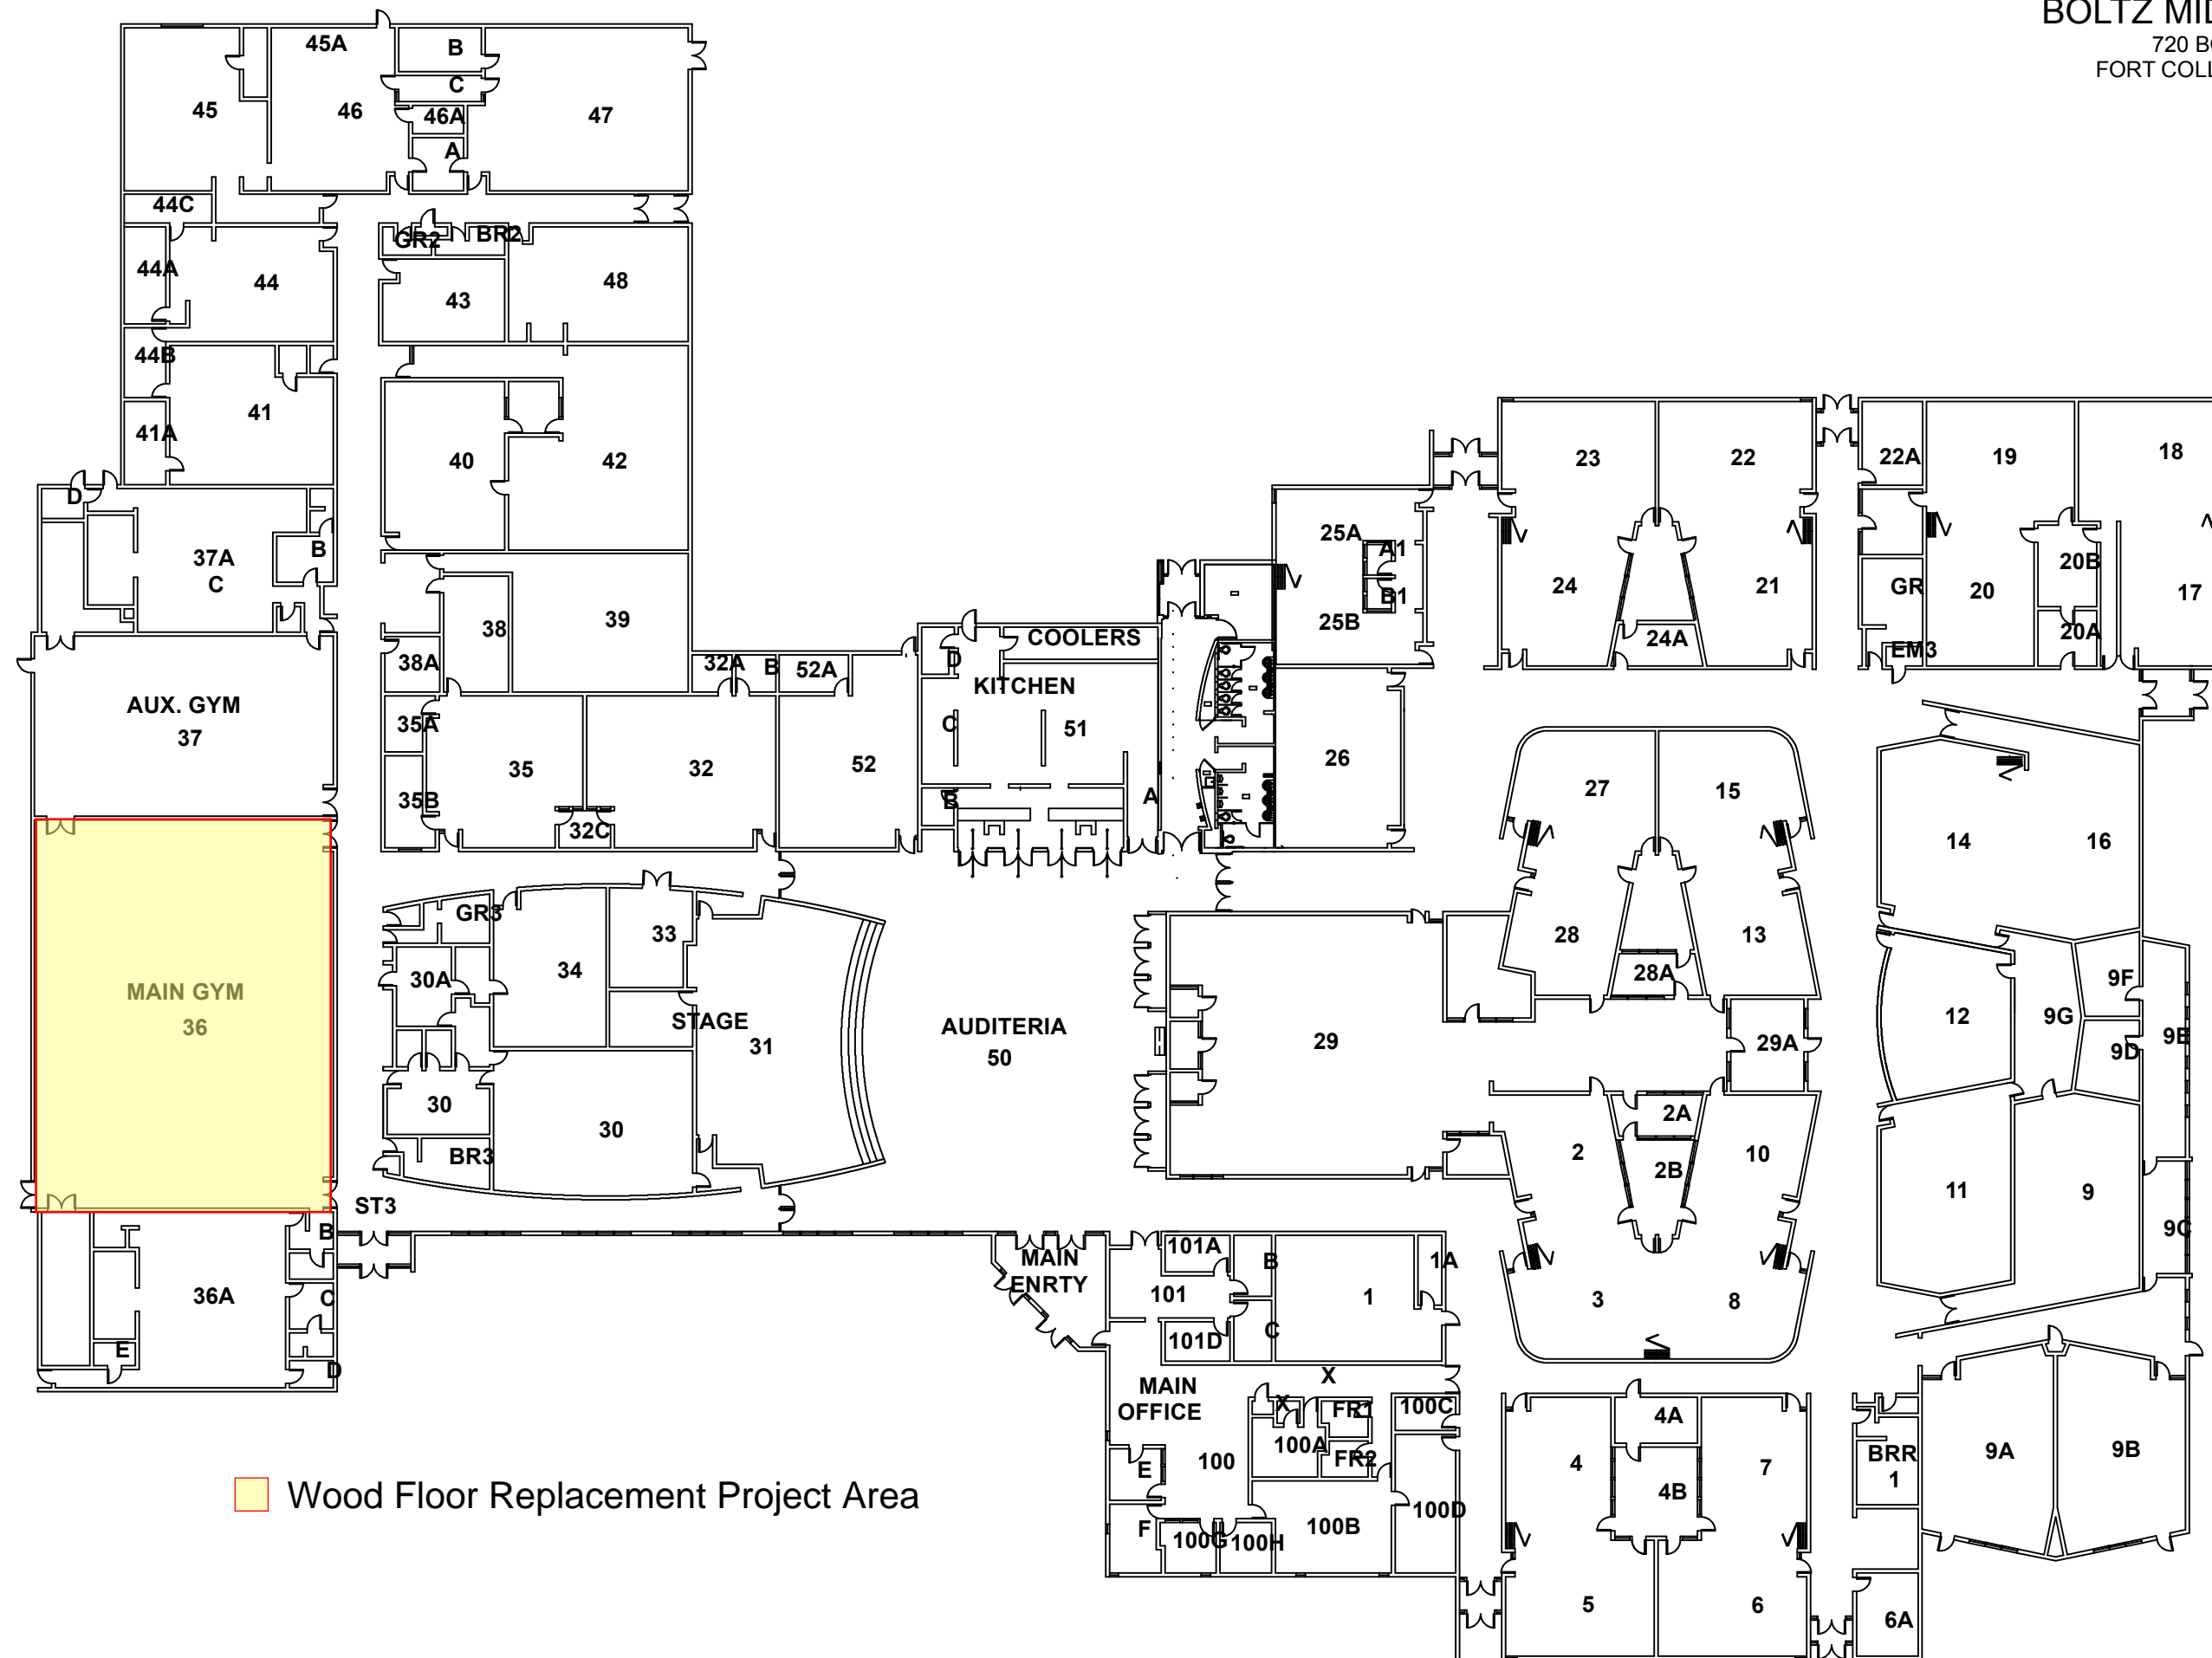 BOLTZ MID
720 BO
FORT COLL
45A
B
45
46
C
46A
47
A
44C
GR2
BR2
44A
44
43
48
44B
41
41A
40
42
23
22
22A
19
18
D
37A
C
B
25A
A1
B1
25B
24
21
24A
GR
20
20B
20A
17
EM3
38
39
38A
32A
B
52A
D
COOLERS
KITCHEN
C
51
AUX. GYM
37
35A
35
32
52
35B
32C
B
A
26
27
15
14
16
GR3
33
34
30A
28
13
28A
MAIN GYM
36
STAGE
31
AUDITERIA
50
29
29A
12
9G
9F
9D
9E
30
30
BR3
2A
2
2B
10
11
9
9C
ST3
B
36A
C
E
D
MAIN
ENRTY
101A
B
101
1
1A
101D
C
3
8
MAIN
OFFICE
X
X
FR1
100C
100A
FR2
E
100
100D
F
100G
100H
100B
4A
4
7
4B
BRR
1
9A
9B
5
6
6A
Wood Floor Replacement Project Area